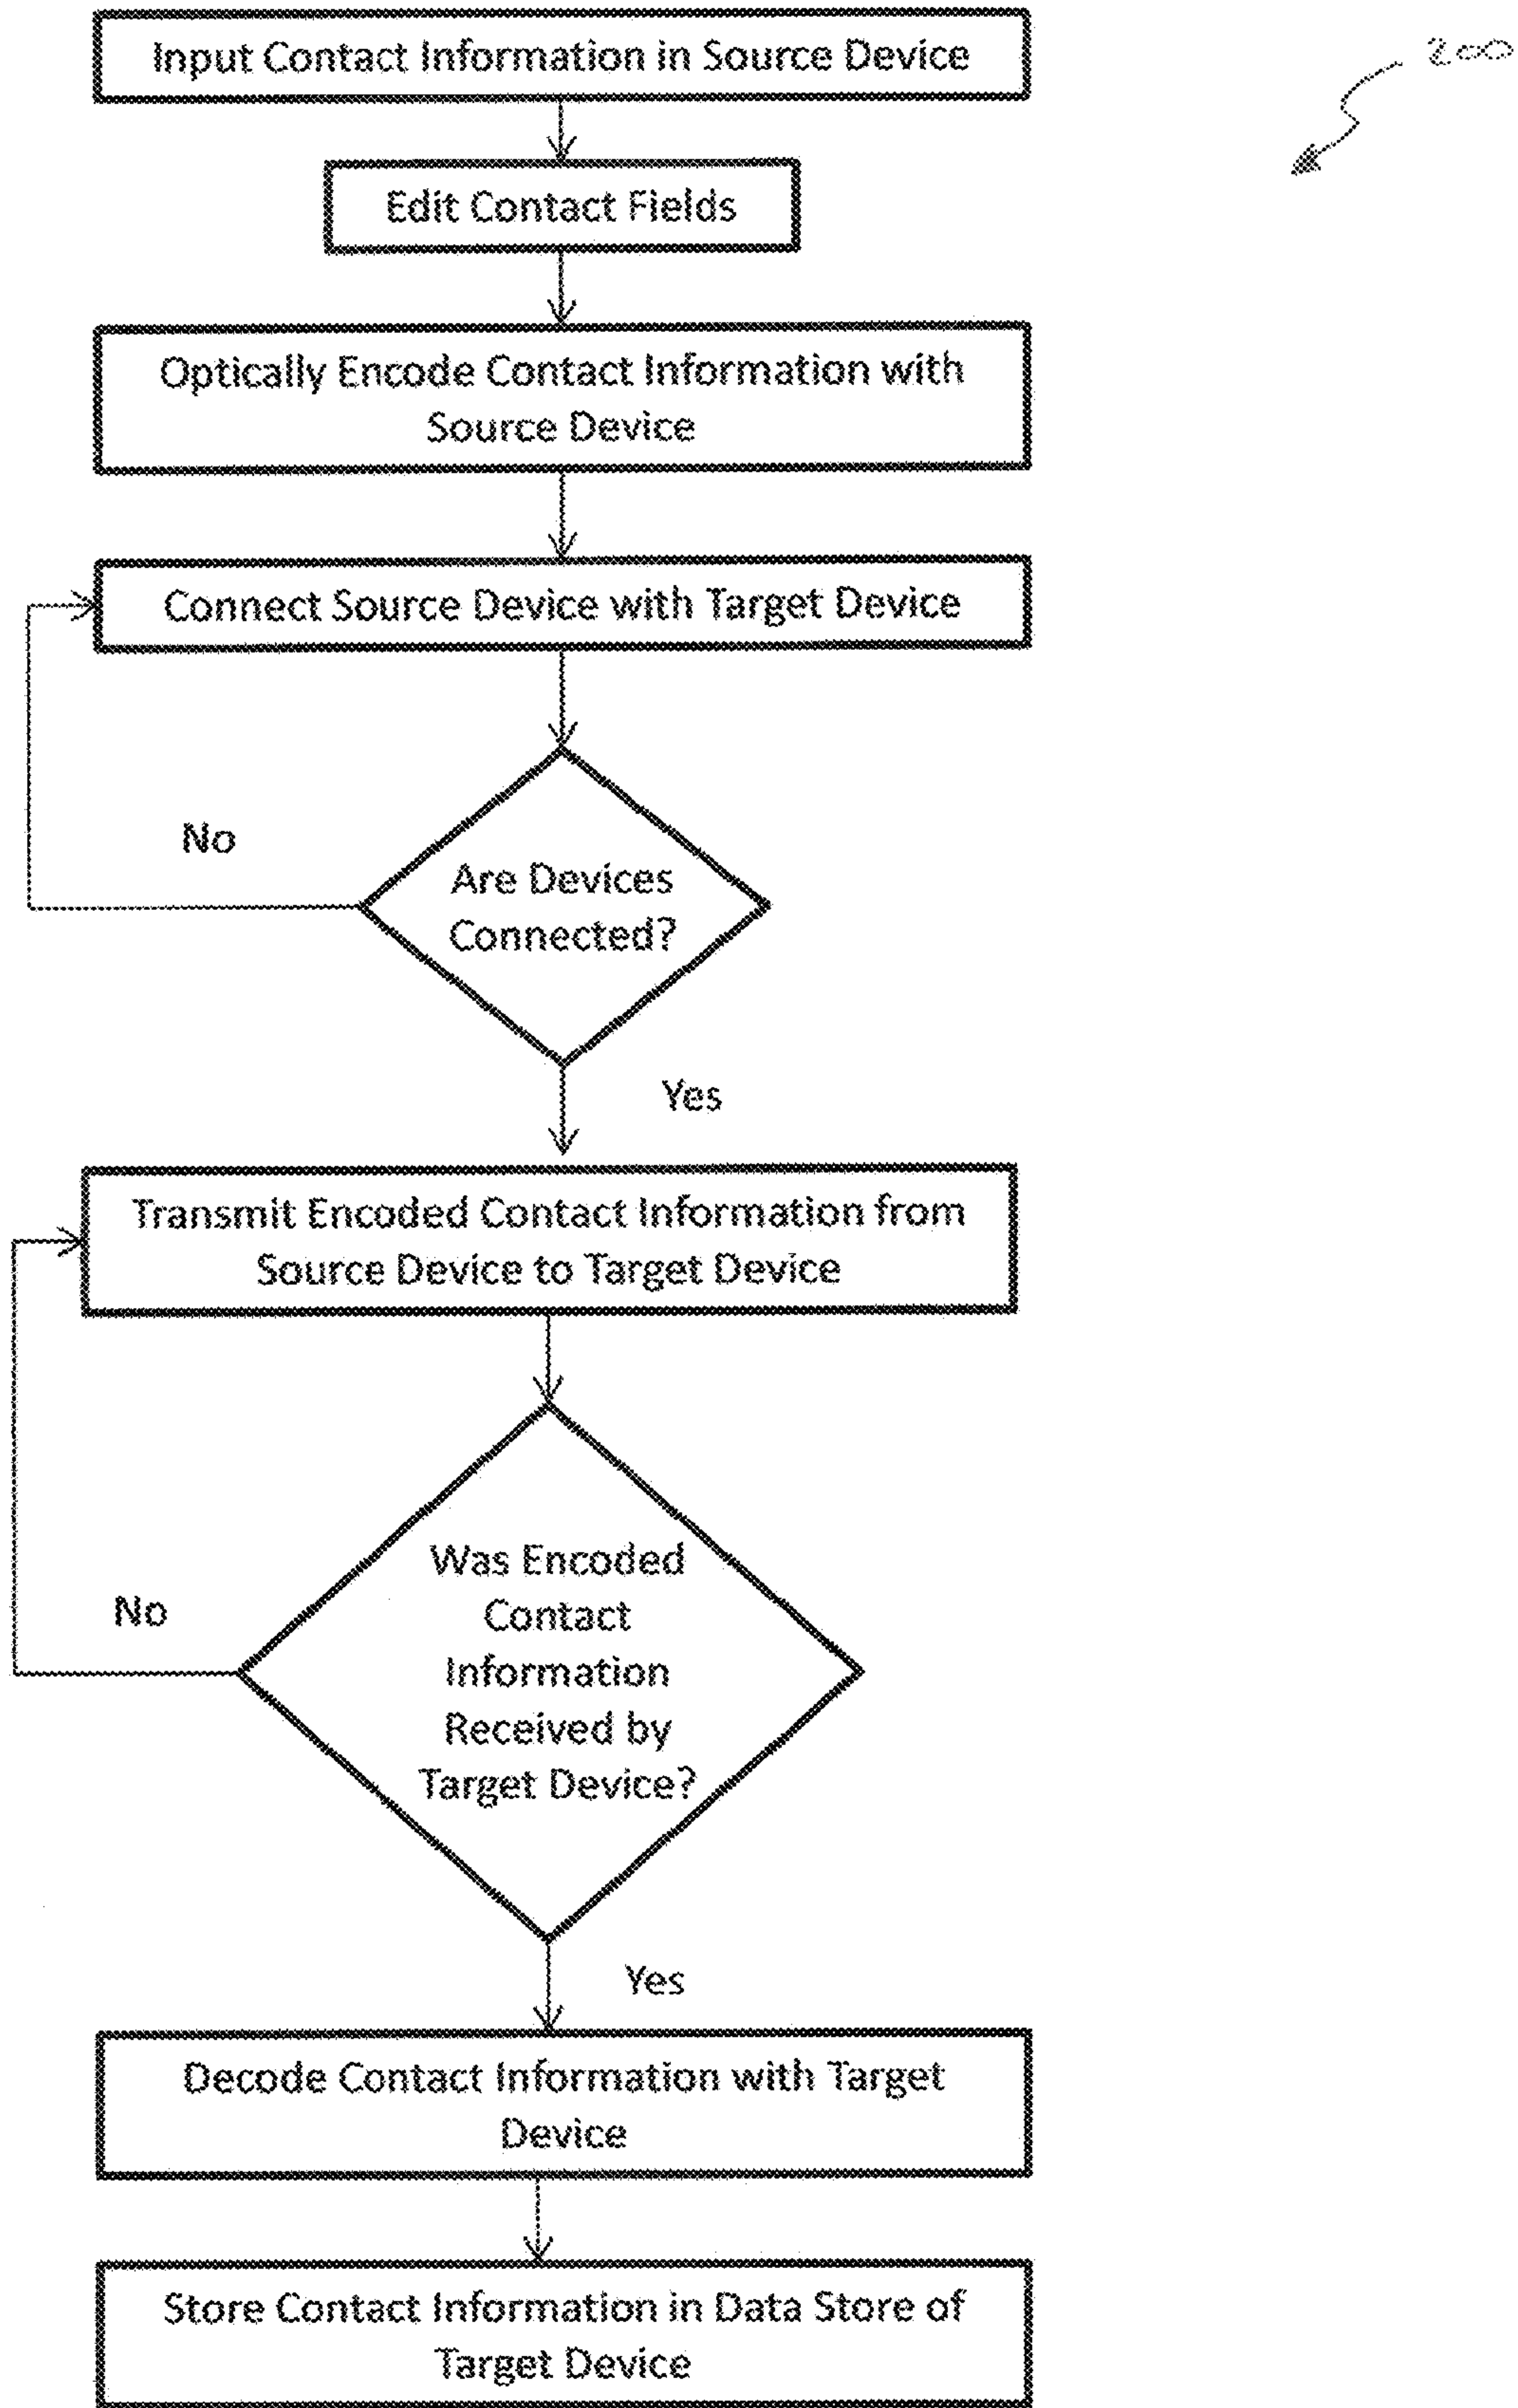 Input Contact Information in Source Device
200
Edit Contact Fields
Optically Encode Contact Information with
Source Device
Connect Source Device with Target Device
No
Are Devices
Connected?
Yes
Transmit Encoded Contact Information from
Source Device to Target Device
Was Encoded
Contact
No
Information
Received by
Target Device?
Yes
Decode Contact Information with Target
Device
Store Contact Information in Data Store of
Target Device